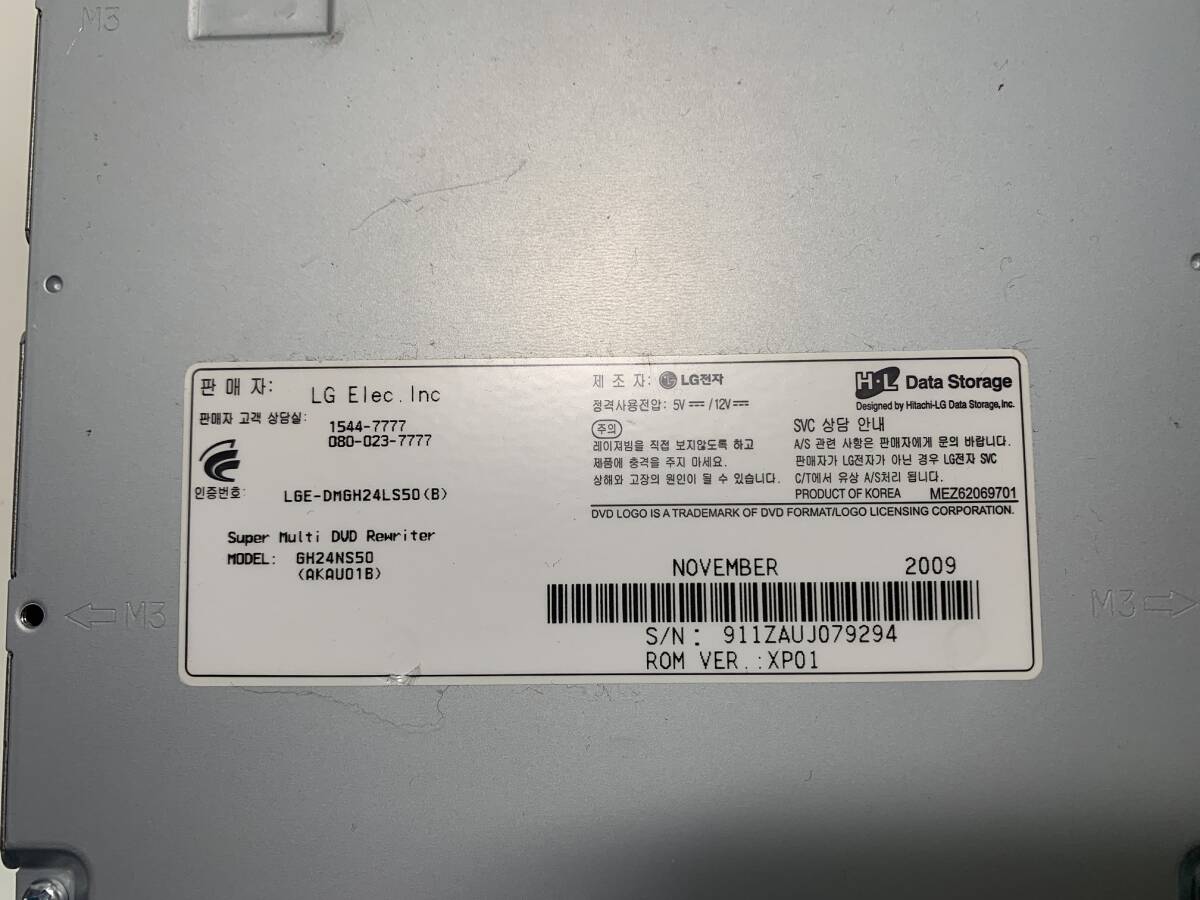 M3
판 매 자: LG Elec.Inc
판매자 고객 상담실: 1544-7777
080-023-7777
인증번호: LGE-DMGH24LS50(B)
Super Multi DVD Rewriter
MODEL: GH24NS50
(AKAU01B)
제 조 자: LG전자
정격사용전압: 5V /12V
주의
레이져빔을 직접 보지않도록 하고
제품에 충격을 주지 마세요.
상해와 고장의 원인이 될 수 있습니다.
H·L Data Storage
Designed by Hitachi-LG Data Storage,Inc.
SVC 상담 안내
A/S 관련 사항은 판매자에게 문의 바랍니다.
판매자가 LG전자가 아닌 경우 LG전자 SVC
C/T에서 유상 A/S처리 됩니다.
PRODUCT OF KOREA MEZ62069701
DVD LOGO IS A TRADEMARK OF DVD FORMAT/LOGO LICENSING CORPORATION.
NOVEMBER 2009
S/N: 911ZAUJ079294
ROM VER.:XP01
M3
M3